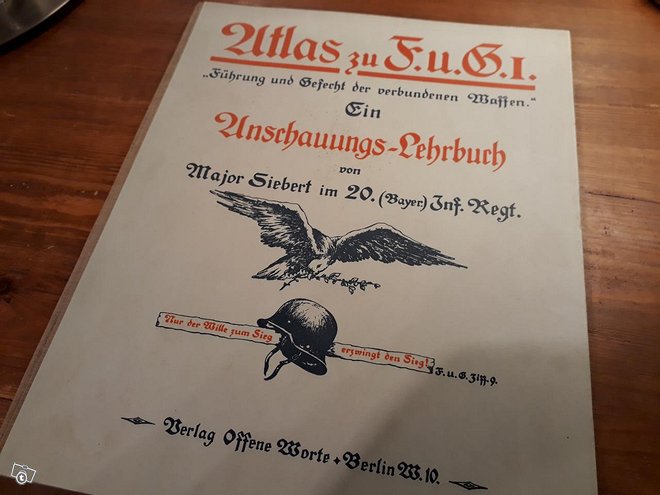 Atlas zu F. u. G. I.
„Führung und Gefecht der verbundenen Waffen.“
Ein
Anschauungs-Lehrbuch
von
Major Siebert im 20. (Bayer.) Inf. Regt.
Nur der Wille zum Sieg
erzwingt den Sieg!
F. u. G. Ziff. 9.
Verlag Offene Worte + Berlin W. 10.